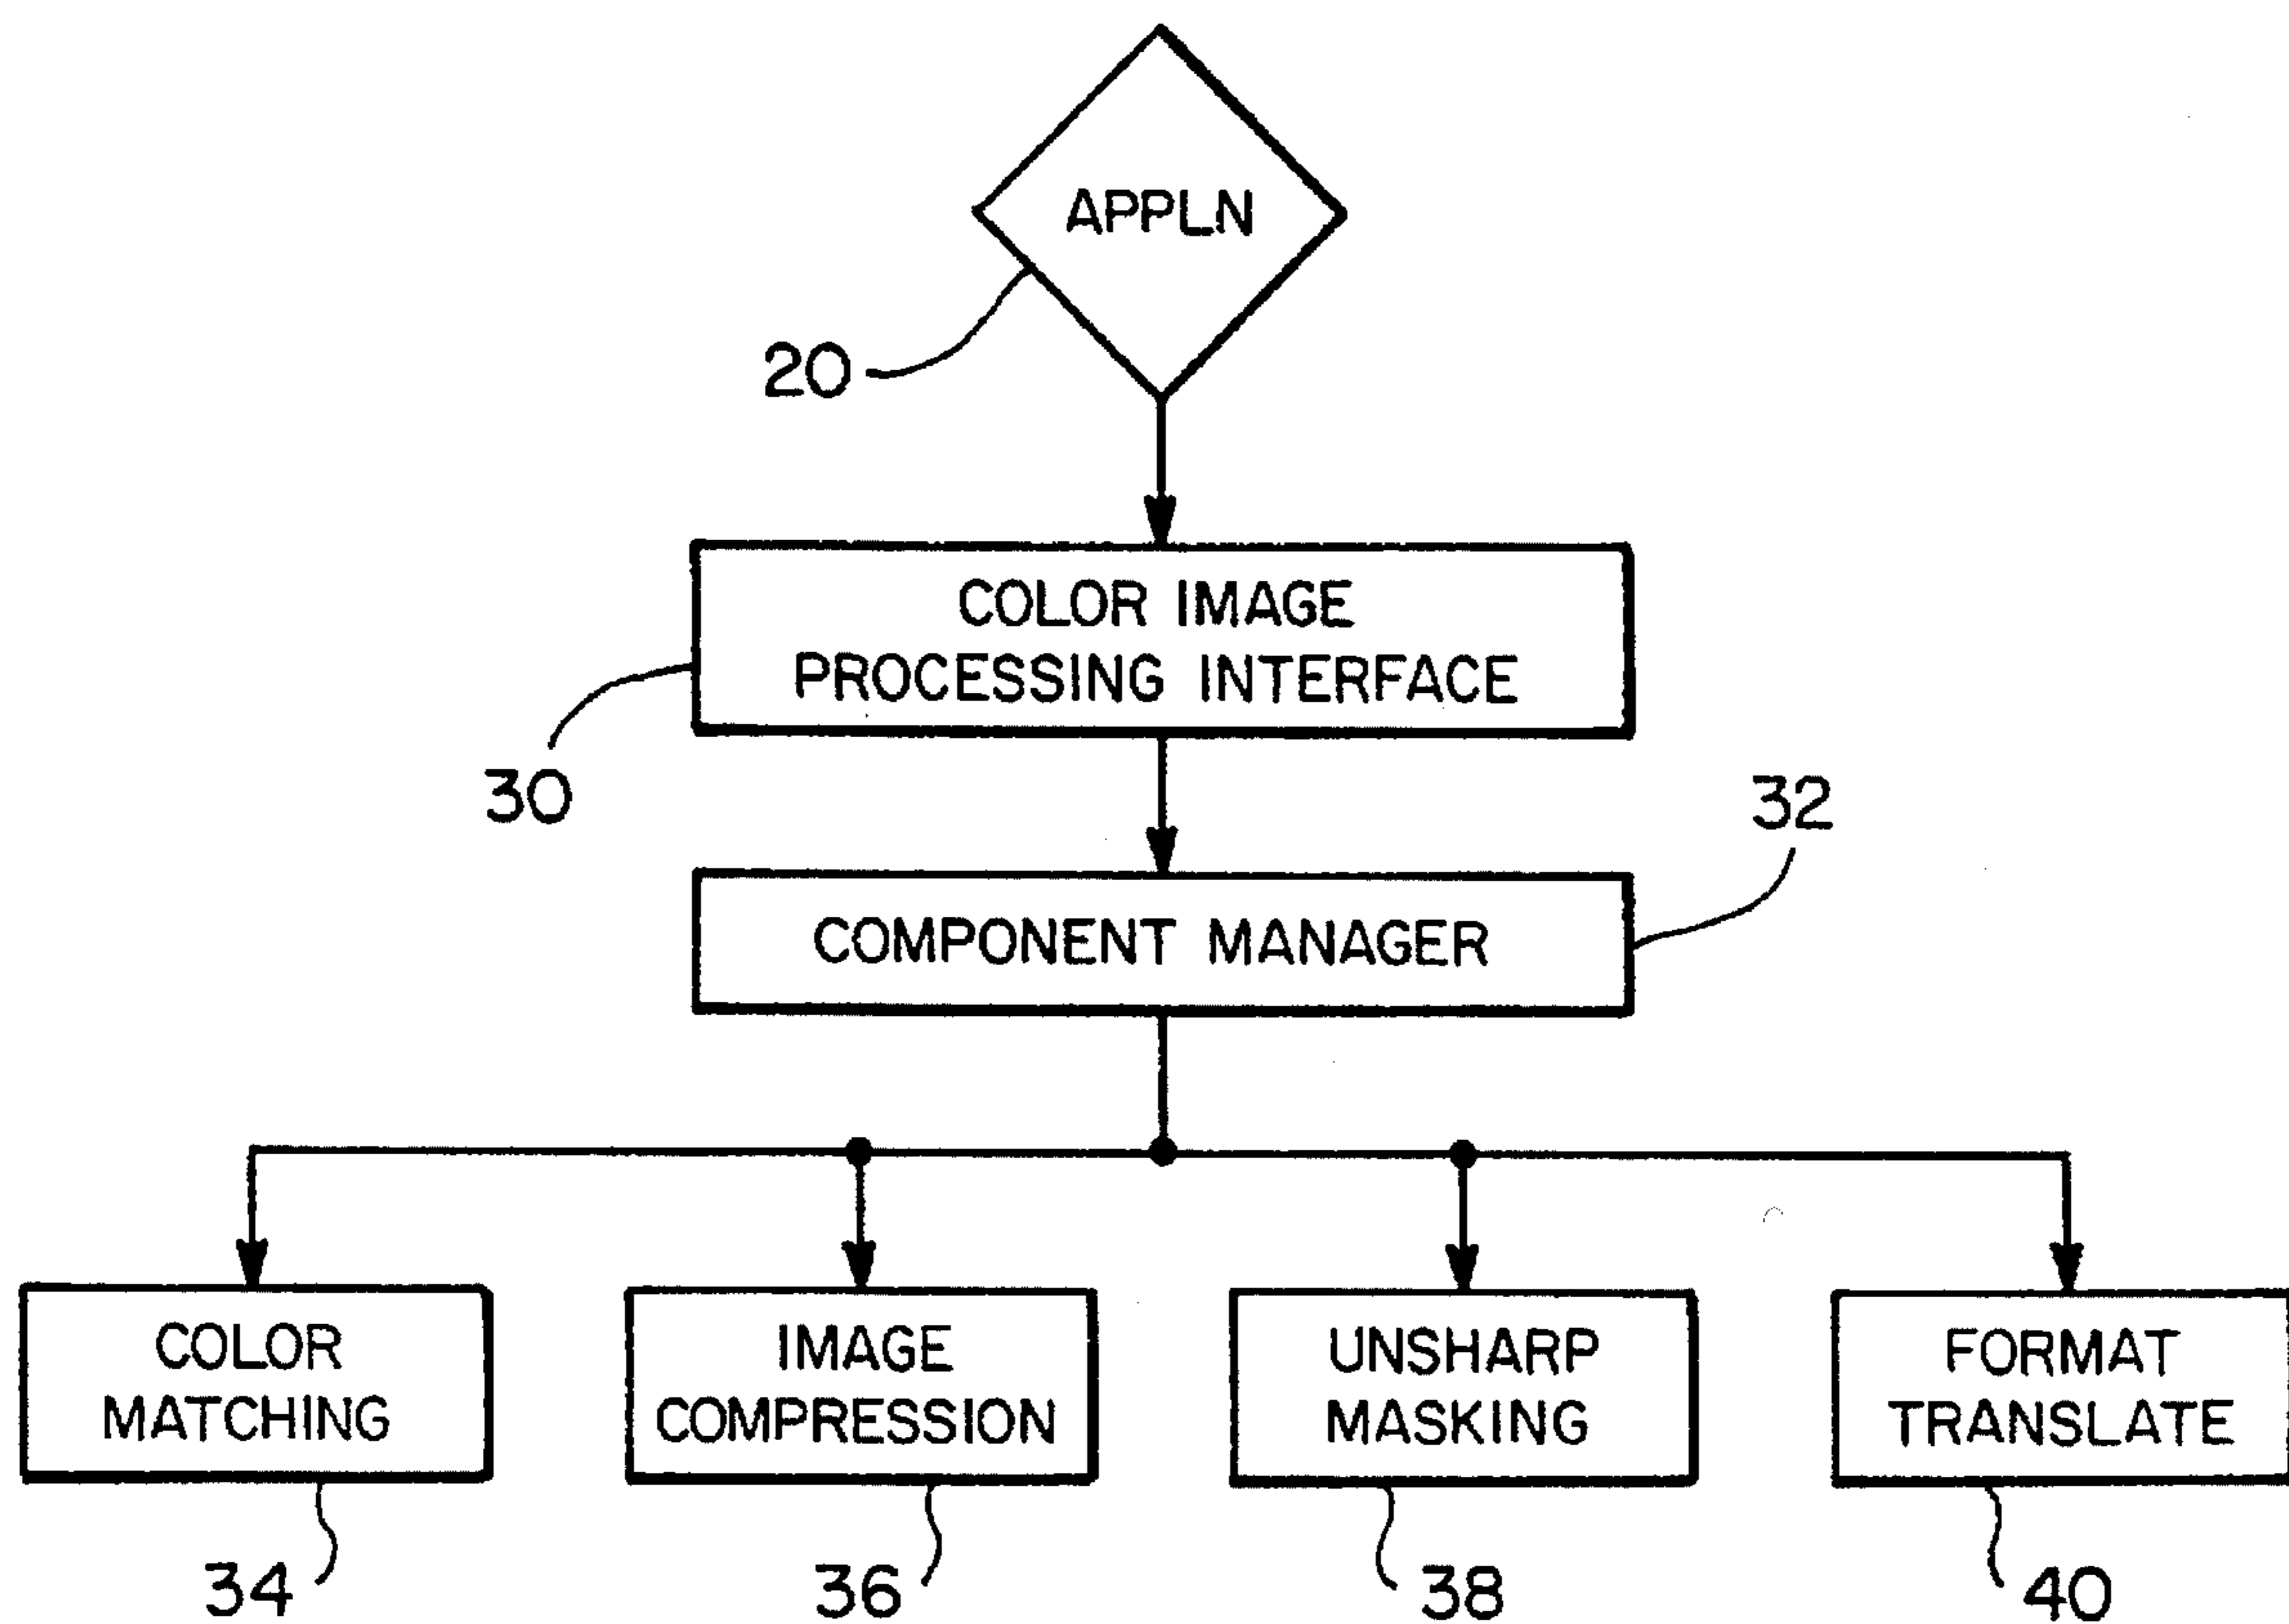 APPLN
20
COLOR IMAGE
PROCESSING INTERFACE
30
32
COMPONENT MANAGER
COLOR
MATCHING
IMAGE
COMPRESSION
UNSHARP
MASKING
FORMAT
TRANSLATE
34
36
38
40